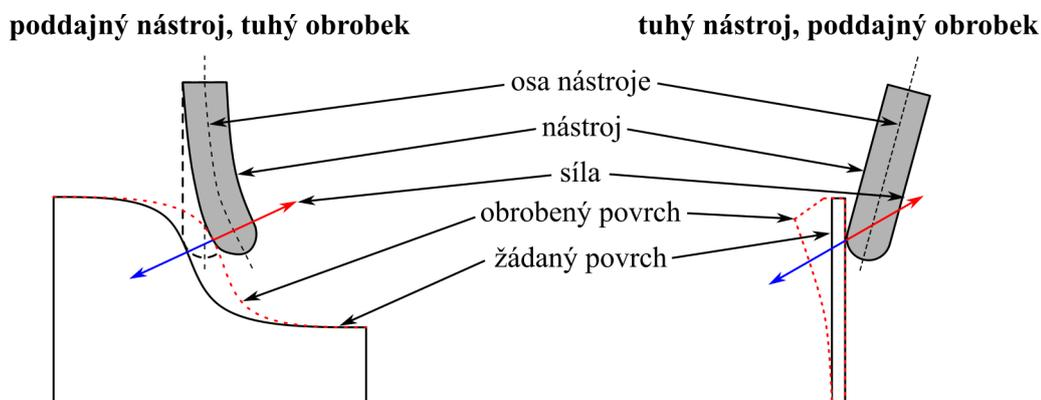 poddajný nástroj, tuhý obrobek
tuhý nástroj, poddajný obrobek
osa nástroje
nástroj
síla
obrobený povrch
žádaný povrch